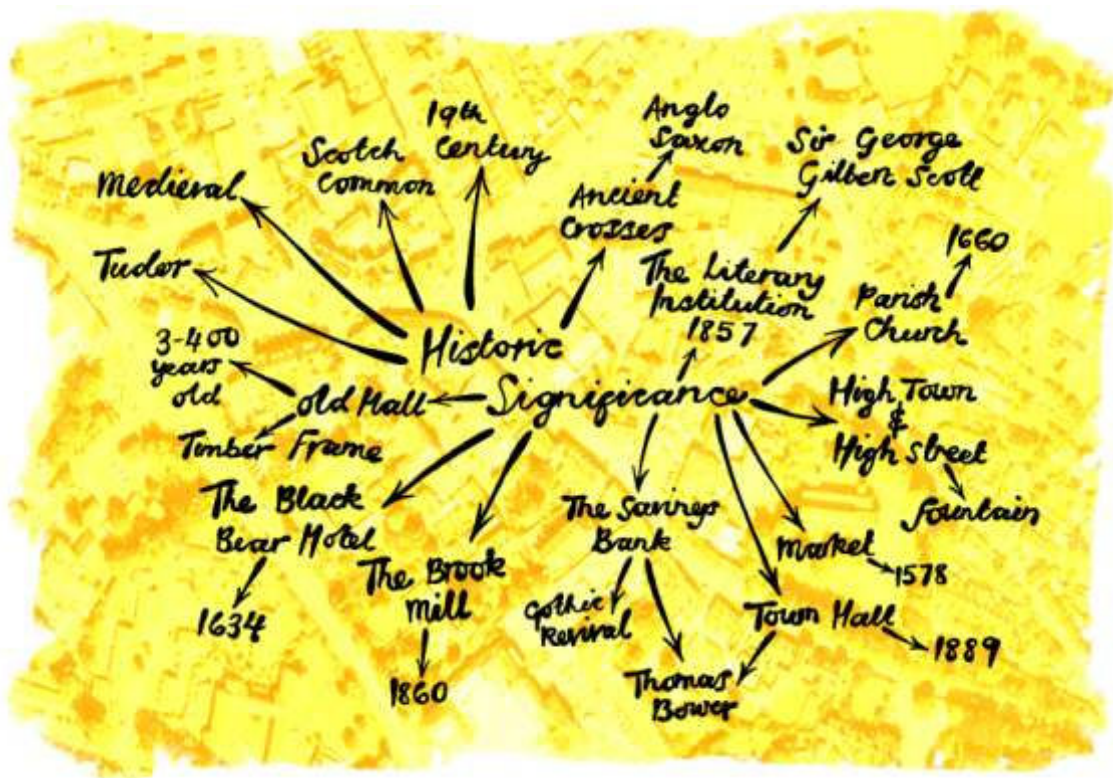 Historic
Significance
Medieval
Tudor
Scotch
Common
19th
Century
Ancient
Crosses
Anglo
Saxon
The Literary
Institution
1857
Sir George
Gilbert Scott
Parish
Church
1660
High Town
&
High Street
fountain
Market
1578
Town Hall
1889
Thomas
Bower
The Savings
Bank
Gothic
Revival
The Brook
Mill
1860
The Black
Bear Hotel
1634
Old Hall
3-400
years
old
Timber Frame